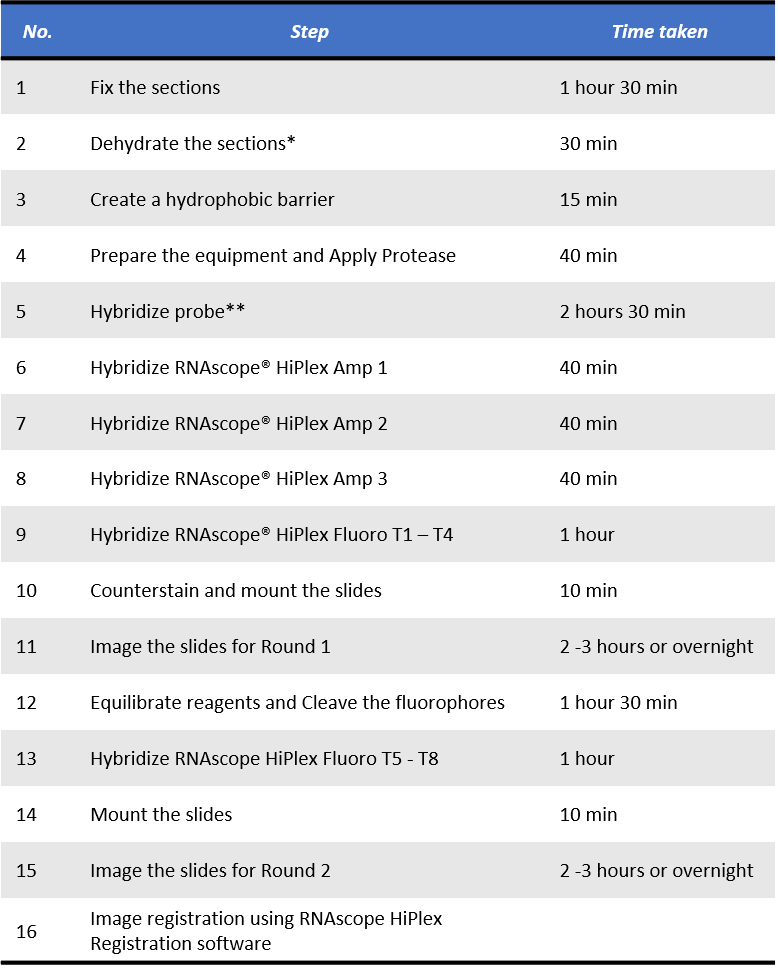 No. Step Time taken
1 Fix the sections 1 hour 30 min
2 Dehydrate the sections* 30 min
3 Create a hydrophobic barrier 15 min
4 Prepare the equipment and Apply Protease 40 min
5 Hybridize probe** 2 hours 30 min
6 Hybridize RNAscope® HiPlex Amp 1 40 min
7 Hybridize RNAscope® HiPlex Amp 2 40 min
8 Hybridize RNAscope® HiPlex Amp 3 40 min
9 Hybridize RNAscope® HiPlex Fluoro T1 – T4 1 hour
10 Counterstain and mount the slides 10 min
11 Image the slides for Round 1 2 -3 hours or overnight
12 Equilibrate reagents and Cleave the fluorophores 1 hour 30 min
13 Hybridize RNAscope HiPlex Fluoro T5 - T8 1 hour
14 Mount the slides 10 min
15 Image the slides for Round 2 2 -3 hours or overnight
16 Image registration using RNAscope HiPlex
Registration software